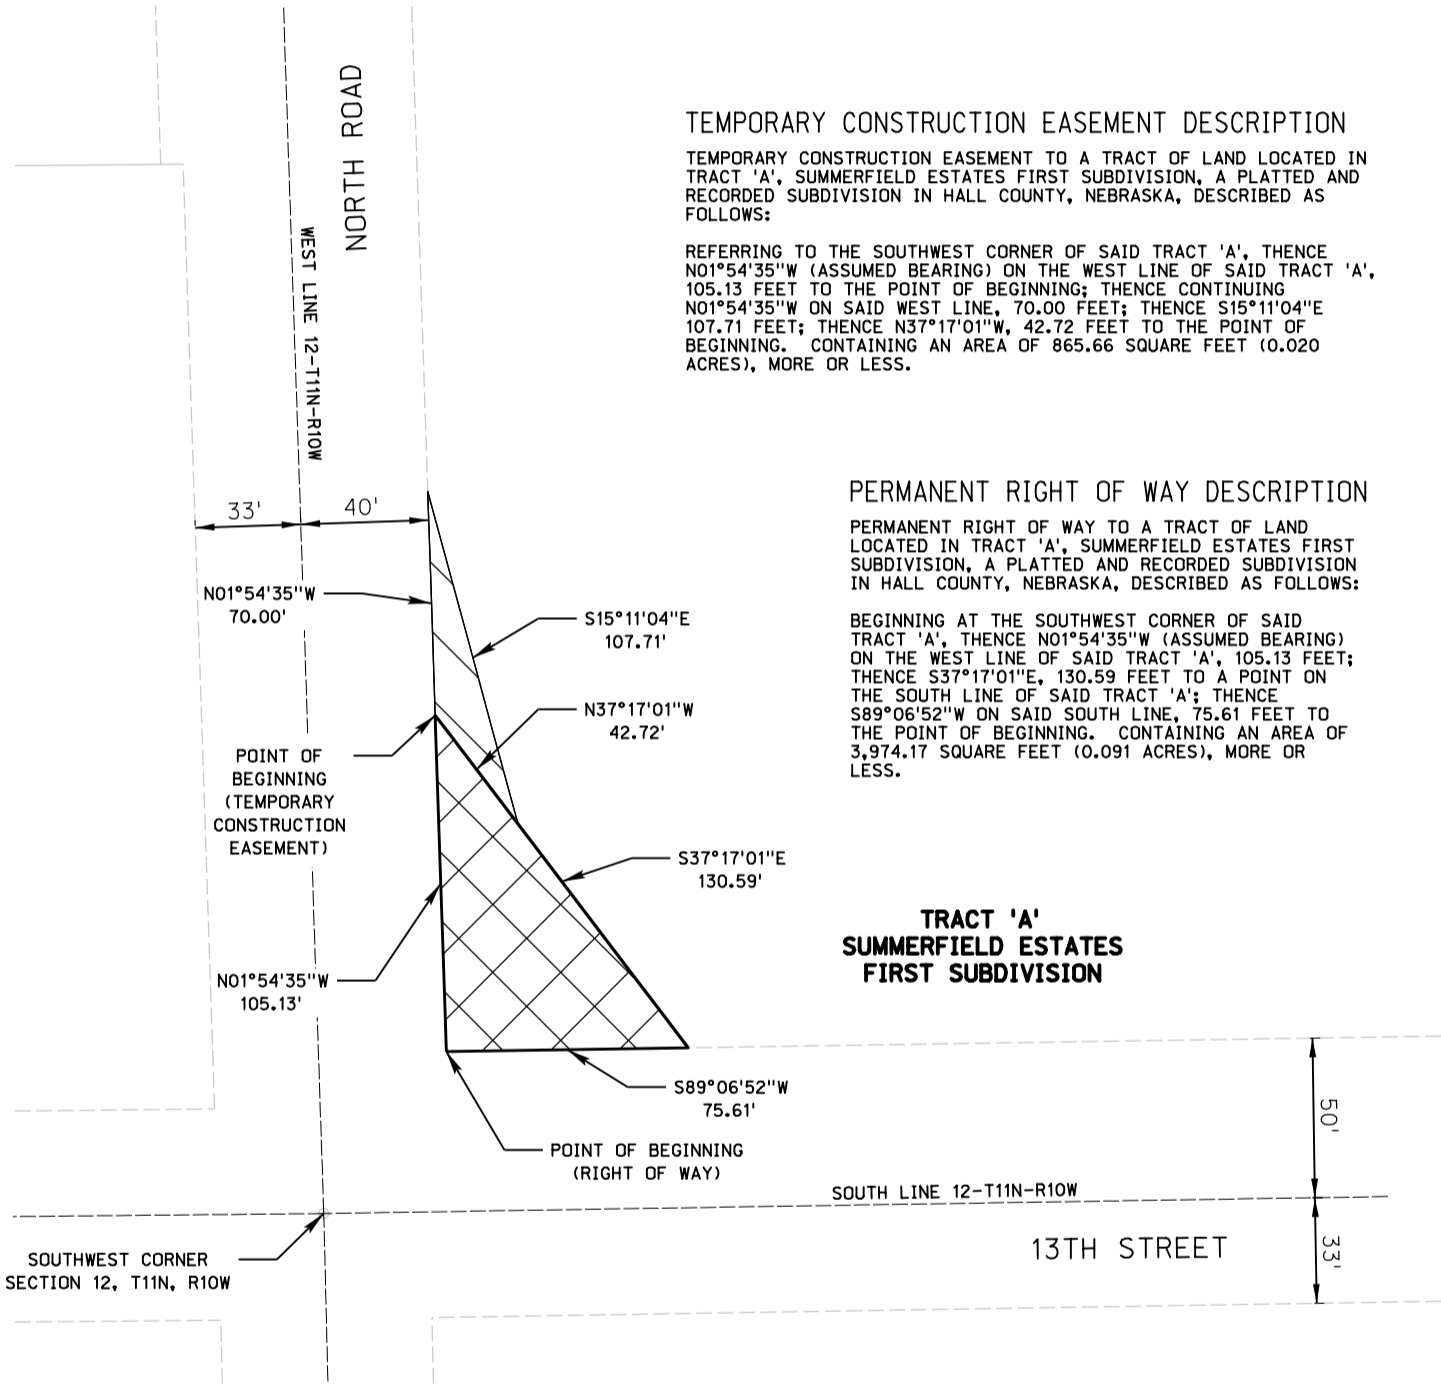 NORTH ROAD
WEST LINE 12-T11N-R10W
TEMPORARY CONSTRUCTION EASEMENT DESCRIPTION
TEMPORARY CONSTRUCTION EASEMENT TO A TRACT OF LAND LOCATED IN
TRACT 'A', SUMMERFIELD ESTATES FIRST SUBDIVISION, A PLATTED AND
RECORDED SUBDIVISION IN HALL COUNTY, NEBRASKA, DESCRIBED AS
FOLLOWS:
REFERRING TO THE SOUTHWEST CORNER OF SAID TRACT 'A', THENCE
N01°54'35"W (ASSUMED BEARING) ON THE WEST LINE OF SAID TRACT 'A',
105.13 FEET TO THE POINT OF BEGINNING; THENCE CONTINUING
N01°54'35"W ON SAID WEST LINE, 70.00 FEET; THENCE S15°11'04"E
107.71 FEET; THENCE N37°17'01"W, 42.72 FEET TO THE POINT OF
BEGINNING. CONTAINING AN AREA OF 865.66 SQUARE FEET (0.020
ACRES), MORE OR LESS.
PERMANENT RIGHT OF WAY DESCRIPTION
PERMANENT RIGHT OF WAY TO A TRACT OF LAND
LOCATED IN TRACT 'A', SUMMERFIELD ESTATES FIRST
SUBDIVISION, A PLATTED AND RECORDED SUBDIVISION
IN HALL COUNTY, NEBRASKA, DESCRIBED AS FOLLOWS:
BEGINNING AT THE SOUTHWEST CORNER OF SAID
TRACT 'A', THENCE N01°54'35"W (ASSUMED BEARING)
ON THE WEST LINE OF SAID TRACT 'A', 105.13 FEET;
THENCE S37°17'01"E, 130.59 FEET TO A POINT ON
THE SOUTH LINE OF SAID TRACT 'A'; THENCE
S89°06'52"W ON SAID SOUTH LINE, 75.61 FEET TO
THE POINT OF BEGINNING. CONTAINING AN AREA OF
3,974.17 SQUARE FEET (0.091 ACRES), MORE OR
LESS.
33'
40'
N01°54'35"W
70.00'
S15°11'04"E
107.71'
N37°17'01"W
42.72'
POINT OF
BEGINNING
(TEMPORARY
CONSTRUCTION
EASEMENT)
S37°17'01"E
130.59'
TRACT 'A'
SUMMERFIELD ESTATES
FIRST SUBDIVISION
N01°54'35"W
105.13'
S89°06'52"W
75.61'
POINT OF BEGINNING
(RIGHT OF WAY)
50'
SOUTH LINE 12-T11N-R10W
13TH STREET
33'
SOUTHWEST CORNER
SECTION 12, T11N, R10W